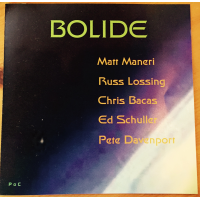 BOLIDE
Matt Maneri
Russ Lossing
Chris Bacas
Ed Schuller
Pete Davenport
P o C